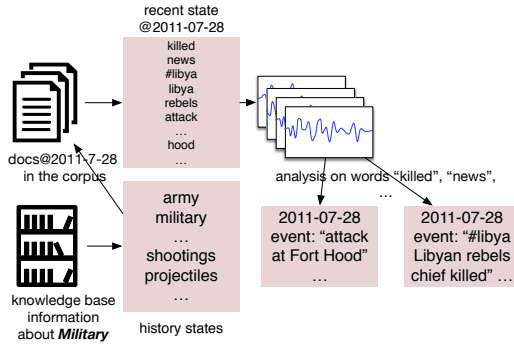 recent state
@2011-07-28
killed
news
#libya
libya
rebels
attack
...
hood
...
docs@2011-7-28
in the corpus
analysis on words “killed”, “news”,
...
army
military
...
shootings
projectiles
...
2011-07-28
event: “attack
at Fort Hood”
...
2011-07-28
event: “#libya
Libyan rebels
chief killed” ...
knowledge base
information
about Military
history states